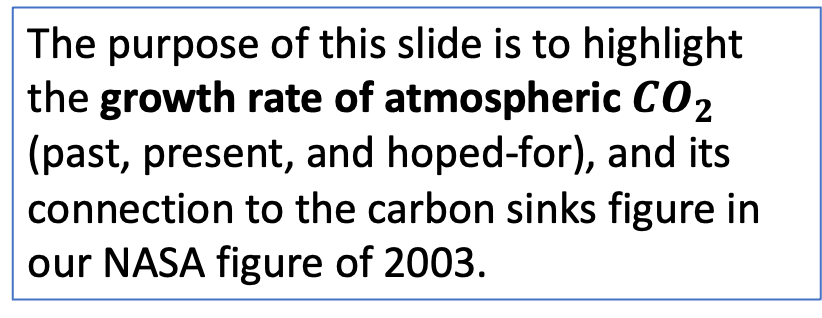 The purpose of this slide is to highlight
the growth rate of atmospheric CO₂
(past, present, and hoped-for), and its
connection to the carbon sinks figure in
our NASA figure of 2003.